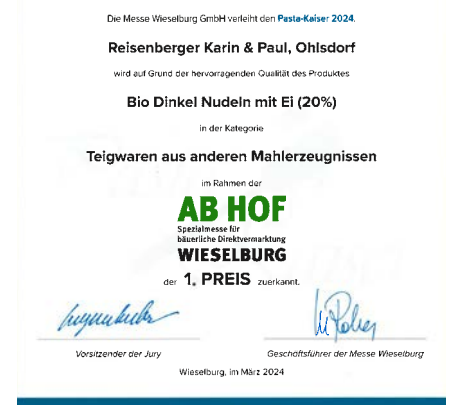 Die Messe Wieselburg GmbH verleiht den Pasta-Kaiser 2024.
Reisenberger Karin & Paul, Ohlsdorf
wird auf Grund der hervorragenden Qualität des Produktes
Bio Dinkel Nudeln mit Ei (20%)
in der Kategorie
Teigwaren aus anderen Mahlerzeugnissen
im Rahmen der
AB HOF
Spezialmesse für
bäuerliche Direktvermarktung
WIESELBURG
der 1. PREIS zuerkannt.
Vorsitzender der Jury
Geschäftsführer der Messe Wieselburg
Wieselburg, im März 2024